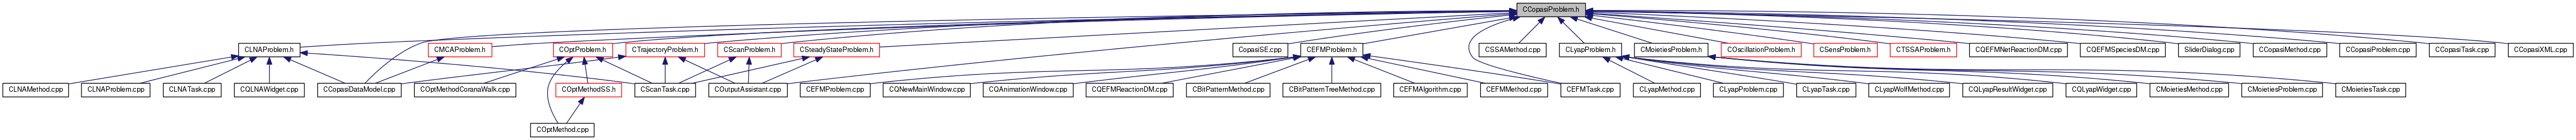 CCopasiProblem.h
CLNAProblem.h
CMCAProblem.h
COptProblem.h
CTrajectoryProblem.h
CScanProblem.h
CSteadyStateProblem.h
CopasiSE.cpp
CEFMProblem.h
CSSAMethod.cpp
CLyapProblem.h
CMoietiesProblem.h
COscillationProblem.h
CSensProblem.h
CTSSAProblem.h
CQEFMNetReactionDM.cpp
CQEFMSpeciesDM.cpp
SliderDialog.cpp
CCopasiMethod.cpp
CCopasiProblem.cpp
CCopasiTask.cpp
CCopasiXML.cpp
CLNAMethod.cpp
CLNAProblem.cpp
CLNATask.cpp
CQLNAWidget.cpp
CCopasiDataModel.cpp
COptMethodCoranaWalk.cpp
COptMethodSS.h
CScanTask.cpp
COutputAssistant.cpp
CEFMProblem.cpp
CQNewMainWindow.cpp
CQAnimationWindow.cpp
CQEFMReactionDM.cpp
CBitPatternMethod.cpp
CBitPatternTreeMethod.cpp
CEFMAlgorithm.cpp
CEFMMethod.cpp
CEFMTask.cpp
CLyapMethod.cpp
CLyapProblem.cpp
CLyapTask.cpp
CLyapWolfMethod.cpp
CQLyapResultWidget.cpp
CQLyapWidget.cpp
CMoietiesMethod.cpp
CMoietiesProblem.cpp
CMoietiesTask.cpp
COptMethod.cpp